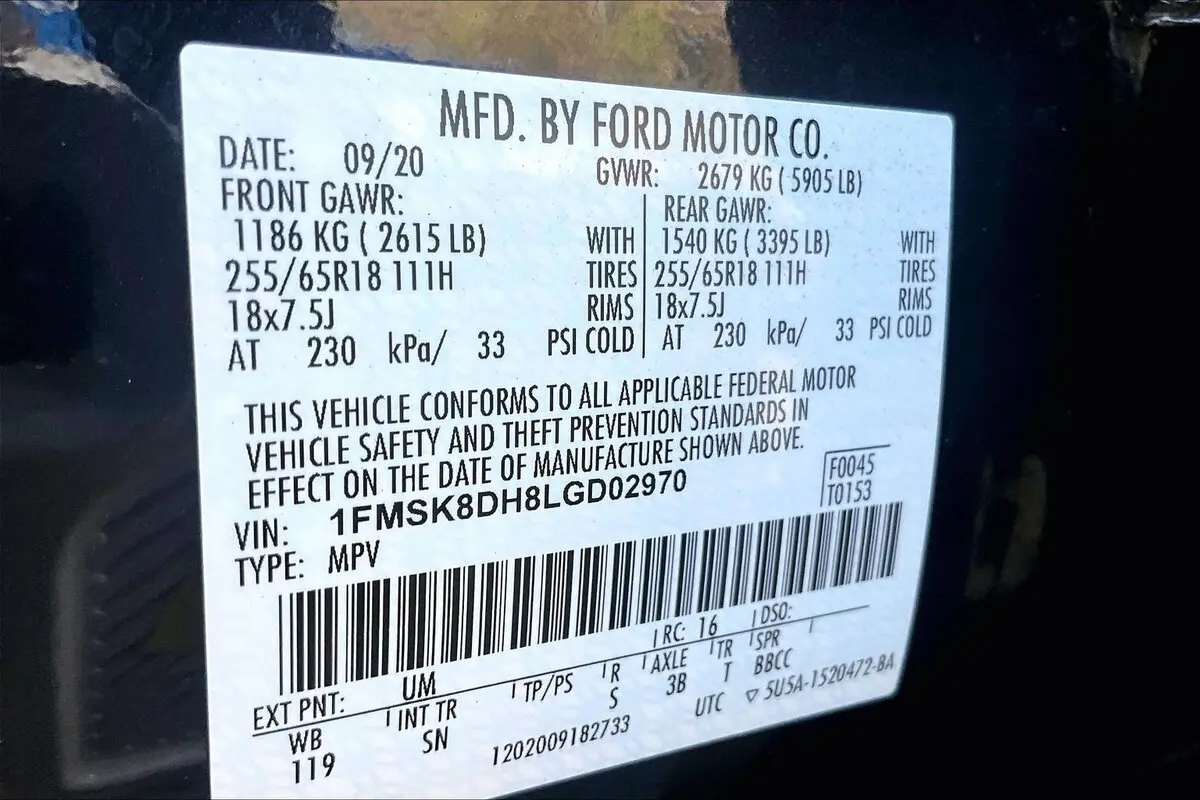 MFD. BY FORD MOTOR CO.
DATE: 09/20 GVWR: 2679 KG ( 5905 LB)
FRONT GAWR: REAR GAWR:
1186 KG ( 2615 LB) WITH 1540 KG ( 3395 LB) WITH
255/65R18 111H TIRES 255/65R18 111H TIRES
18x7.5J RIMS 18x7.5J RIMS
AT 230 kPa/ 33 PSI COLD AT 230 kPa/ 33 PSI COLD
THIS VEHICLE CONFORMS TO ALL APPLICABLE FEDERAL MOTOR
VEHICLE SAFETY AND THEFT PREVENTION STANDARDS IN
EFFECT ON THE DATE OF MANUFACTURE SHOWN ABOVE.
F0045
T0153
VIN: 1FMSK8DH8LGD02970
TYPE: MPV
EXT PNT: UM RC: 16 DSO:
WB INT TR TP/PS R AXLE TR SPR
119 SN S 3B T BBCC
1202009182733 UTC ▽ 5U5A-1520472-BA